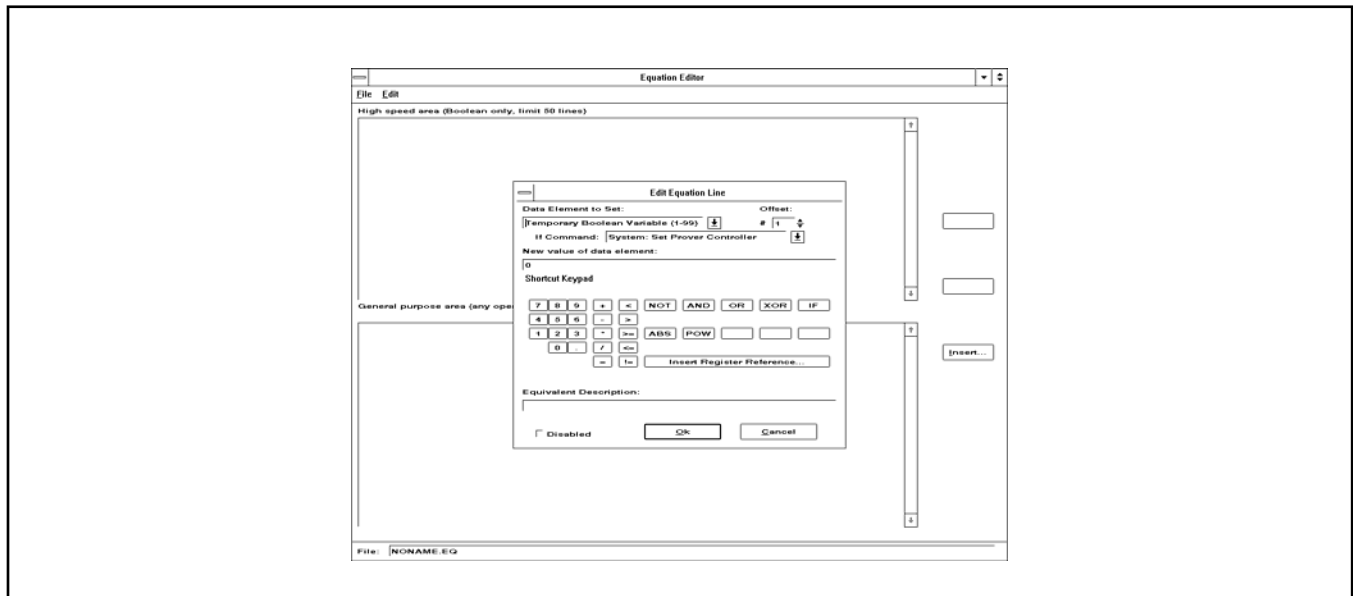 Equation Editor
File Edit
High speed area (Boolean only, limit 50 lines)
Edit Equation Line
Data Element to Set: Offset:
Temporary Boolean Variable (1-99) # 1
If Command: System: Set Prover Controller
New value of data element:
0
Shortcut Keypad
7 8 9 + < NOT AND OR XOR IF
4 5 6 - >
1 2 3 * >= ABS POW
0 . / <=
= != Insert Register Reference...
Equivalent Description:
Disabled Ok Cancel
General purpose area (any ope
Insert...
File: NONAME.EQ